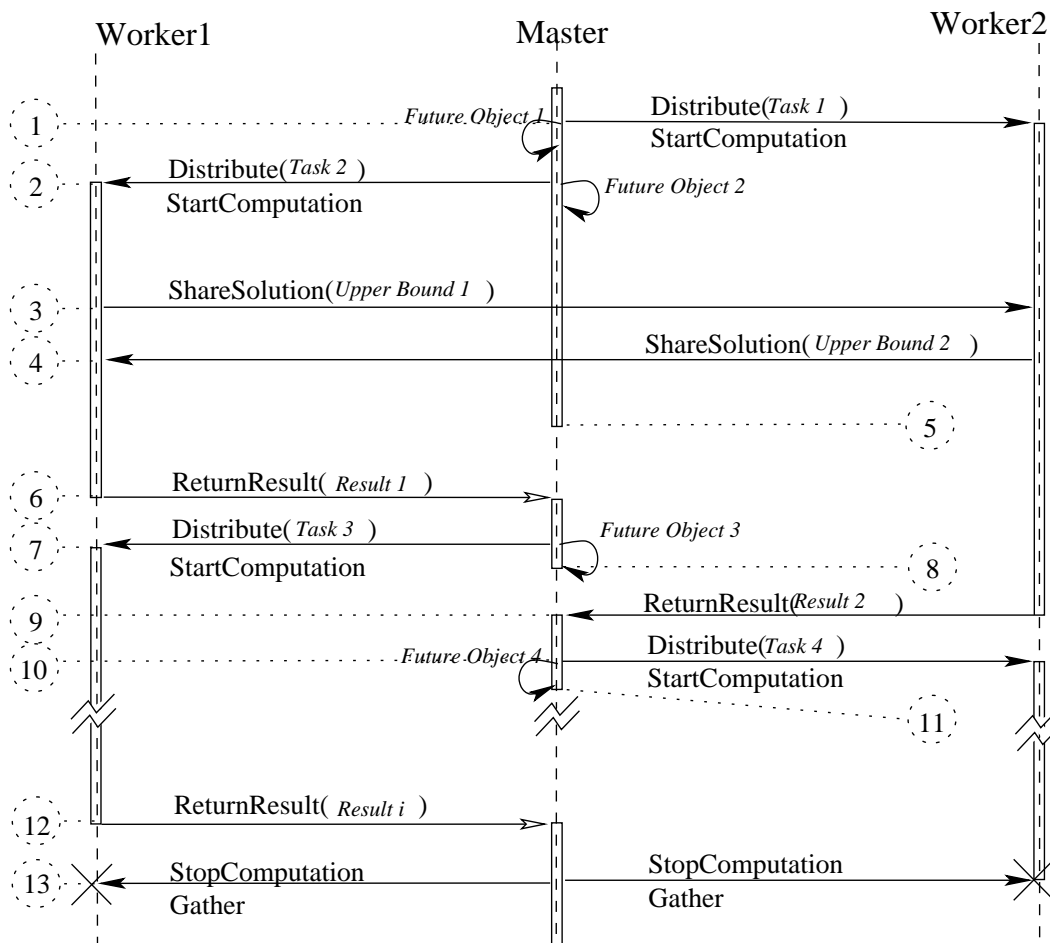 Worker1 Master Worker2
1 Future Object 1 Distribute(Task 1 )
StartComputation
2 Distribute(Task 2 )
StartComputation Future Object 2
3 ShareSolution(Upper Bound 1 )
4 ShareSolution(Upper Bound 2 )
5
6 ReturnResult( Result 1 )
7 Distribute(Task 3 ) Future Object 3
StartComputation 8
9 ReturnResult(Result 2 )
10 Future Object 4 Distribute(Task 4 )
StartComputation
11
12 ReturnResult( Result i )
13 StopComputation StopComputation
Gather Gather